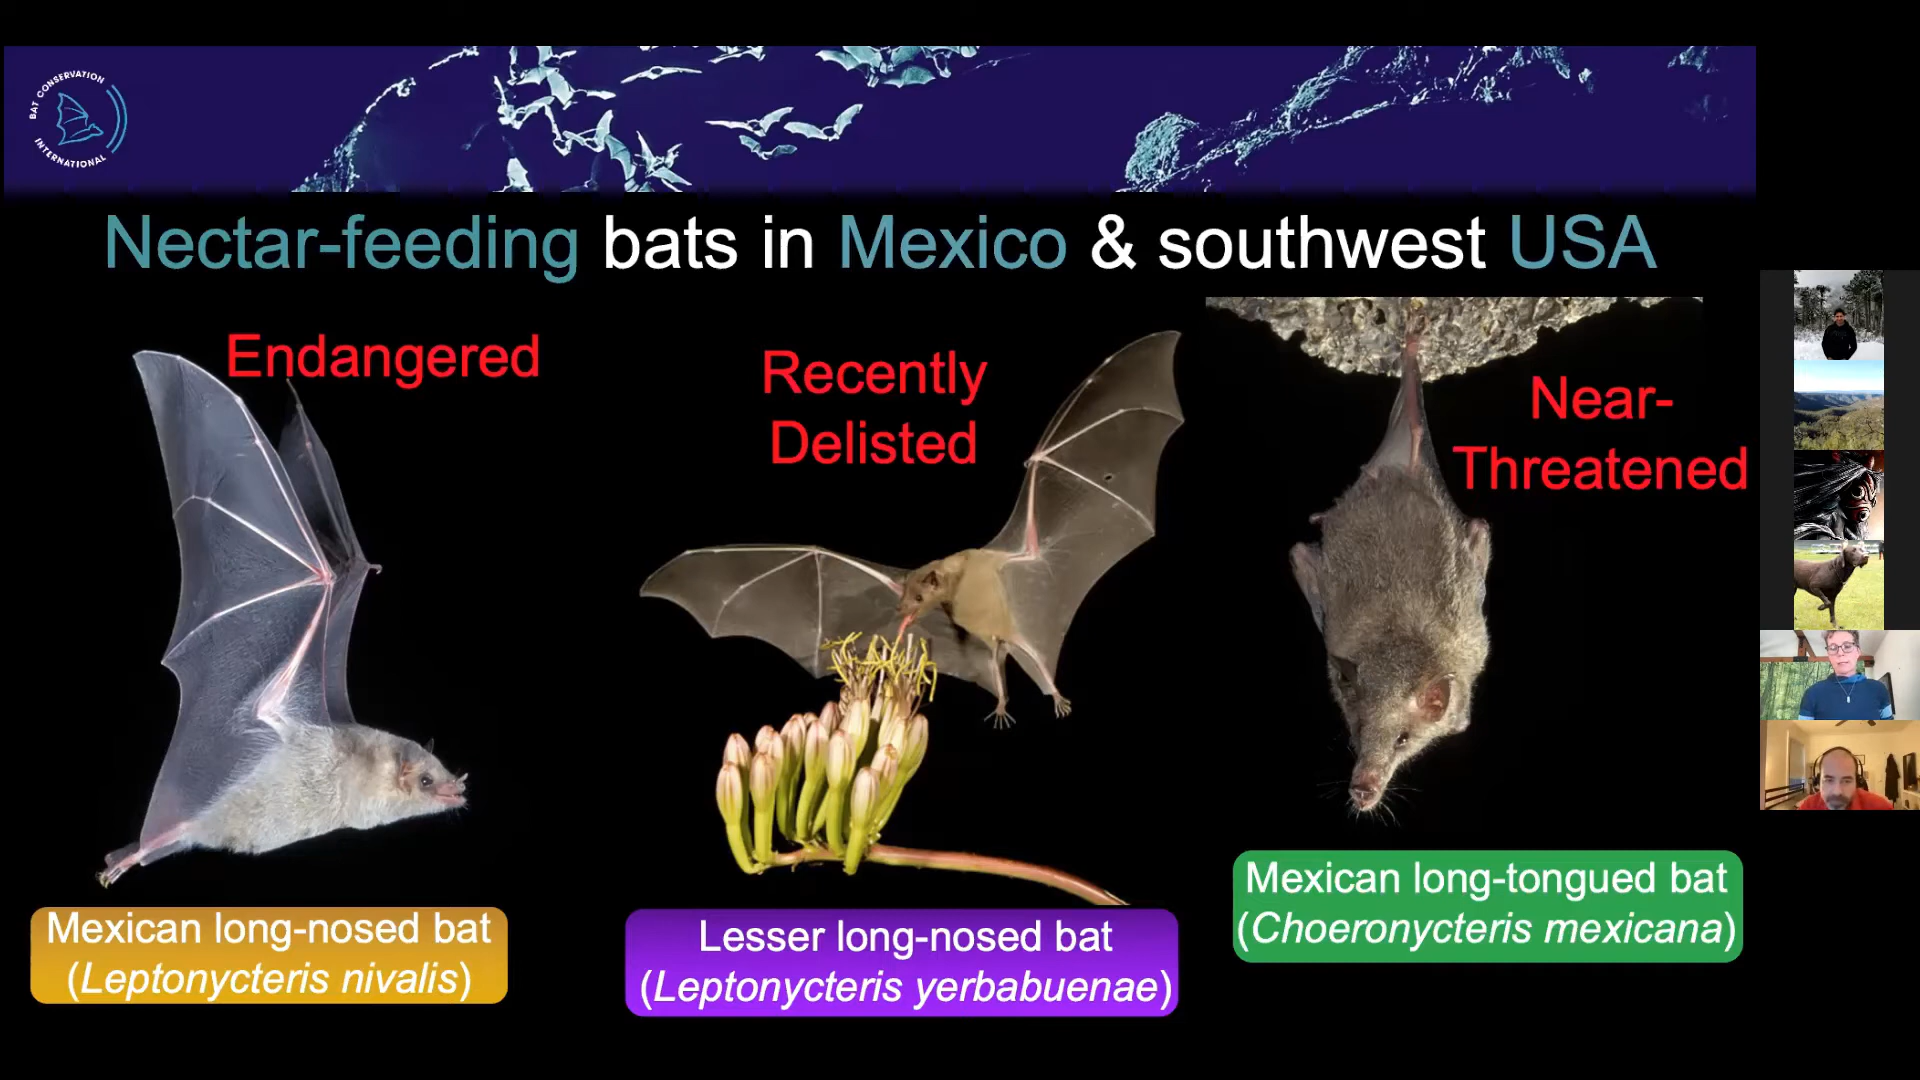 BAT CONSERVATION
INTERNATIONAL
Nectar-feeding bats in Mexico & southwest USA
Endangered
Recently
Delisted
Near-
Threatened
Mexican long-nosed bat
(Leptonycteris nivalis)
Lesser long-nosed bat
(Leptonycteris yerbabuenae)
Mexican long-tongued bat
(Choeronycteris mexicana)